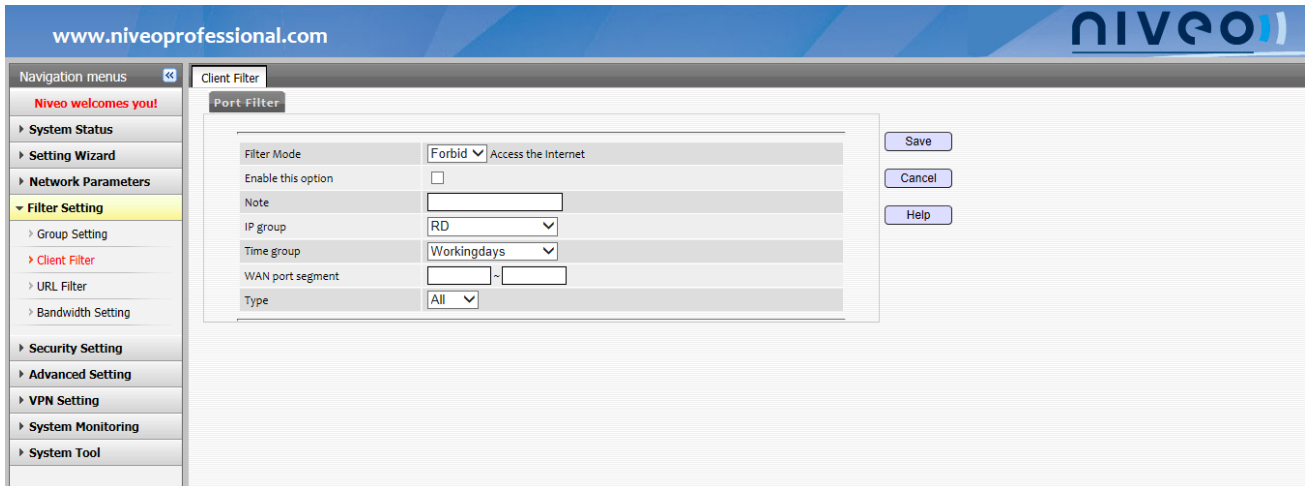 www.niveoprofessional.com
niveo
Navigation menus
Client Filter
Niveo welcomes you!
Port Filter
System Status
Setting Wizard
Network Parameters
Filter Setting
Group Setting
Client Filter
URL Filter
Bandwidth Setting
Security Setting
Advanced Setting
VPN Setting
System Monitoring
System Tool
Filter Mode Forbid Access the Internet
Enable this option
Note
IP group RD
Time group Workingdays
WAN port segment ~
Type All
Save
Cancel
Help